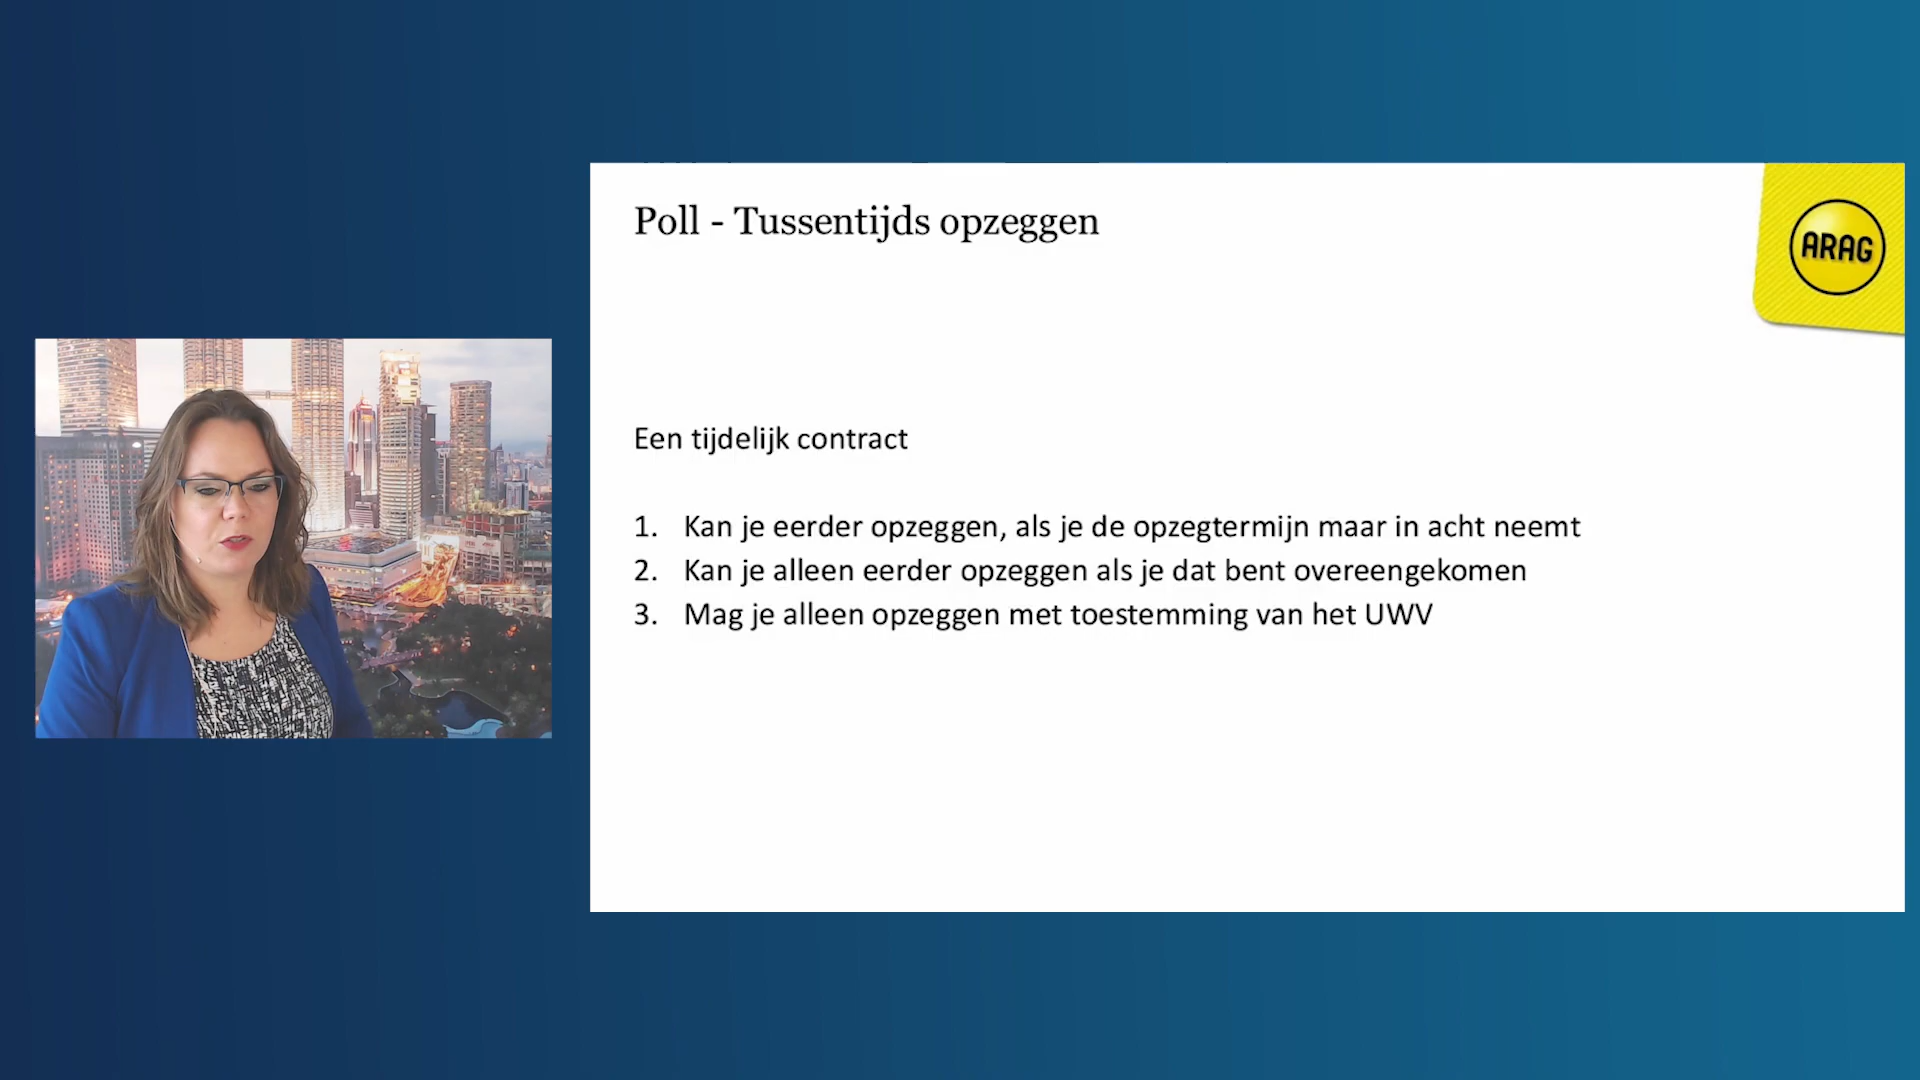 Poll - Tussentijds opzeggen
ARAG
Een tijdelijk contract
1. Kan je eerder opzeggen, als je de opzegtermijn maar in acht neemt
2. Kan je alleen eerder opzeggen als je dat bent overeengekomen
3. Mag je alleen opzeggen met toestemming van het UWV